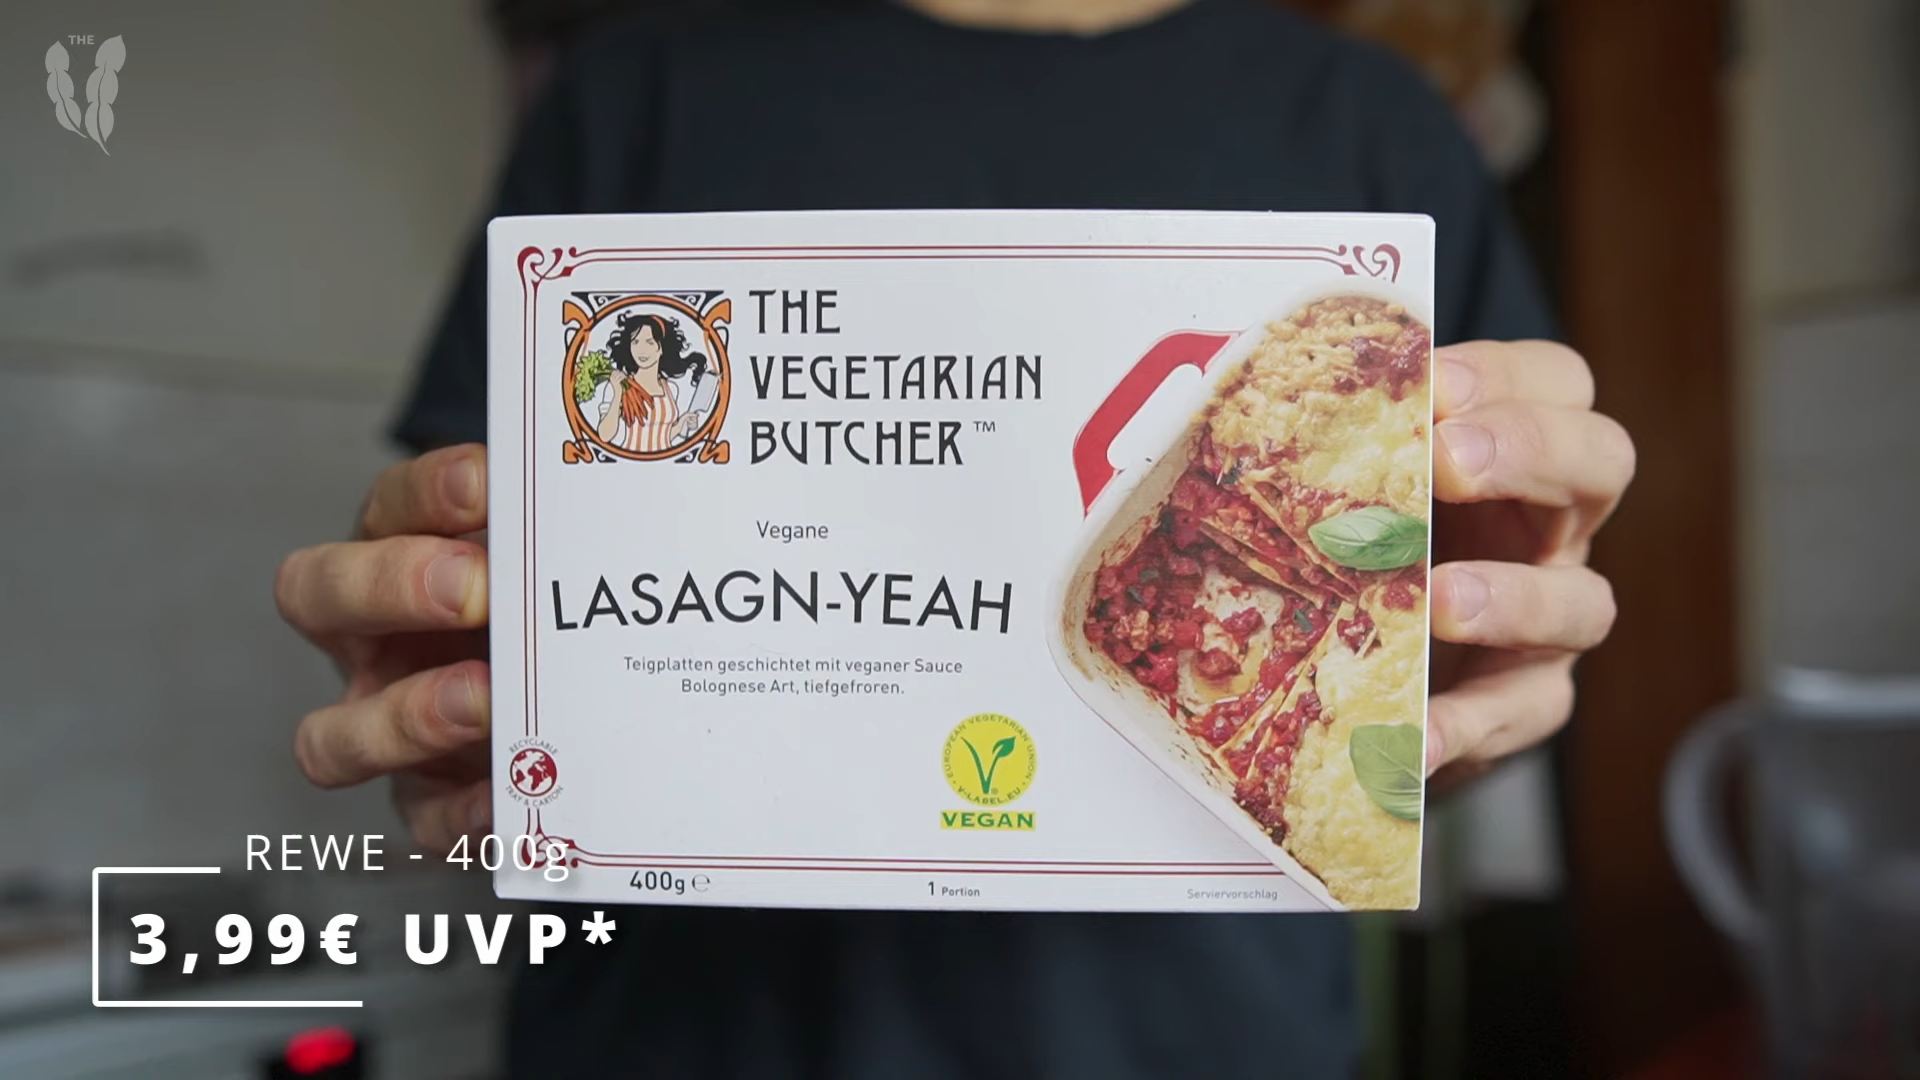 THE
THE
VEGETARIAN
BUTCHER™
Vegane
LASAGN-YEAH
Teigplatten geschichtet mit veganer Sauce
Bolognese Art, tiefgefroren.
EUROPEAN VEGETARIAN UNION
V-LABEL.EU
VEGAN
RECYCLABLE
TRAY & CARTON
400g ℮
1 Portion
Serviervorschlag
REWE - 400g
3,99€ UVP*